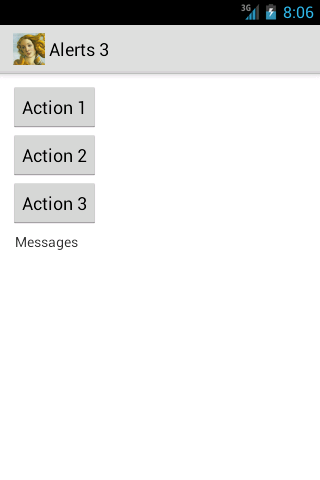 3G 8:06
Alerts 3
Action 1
Action 2
Action 3
Messages